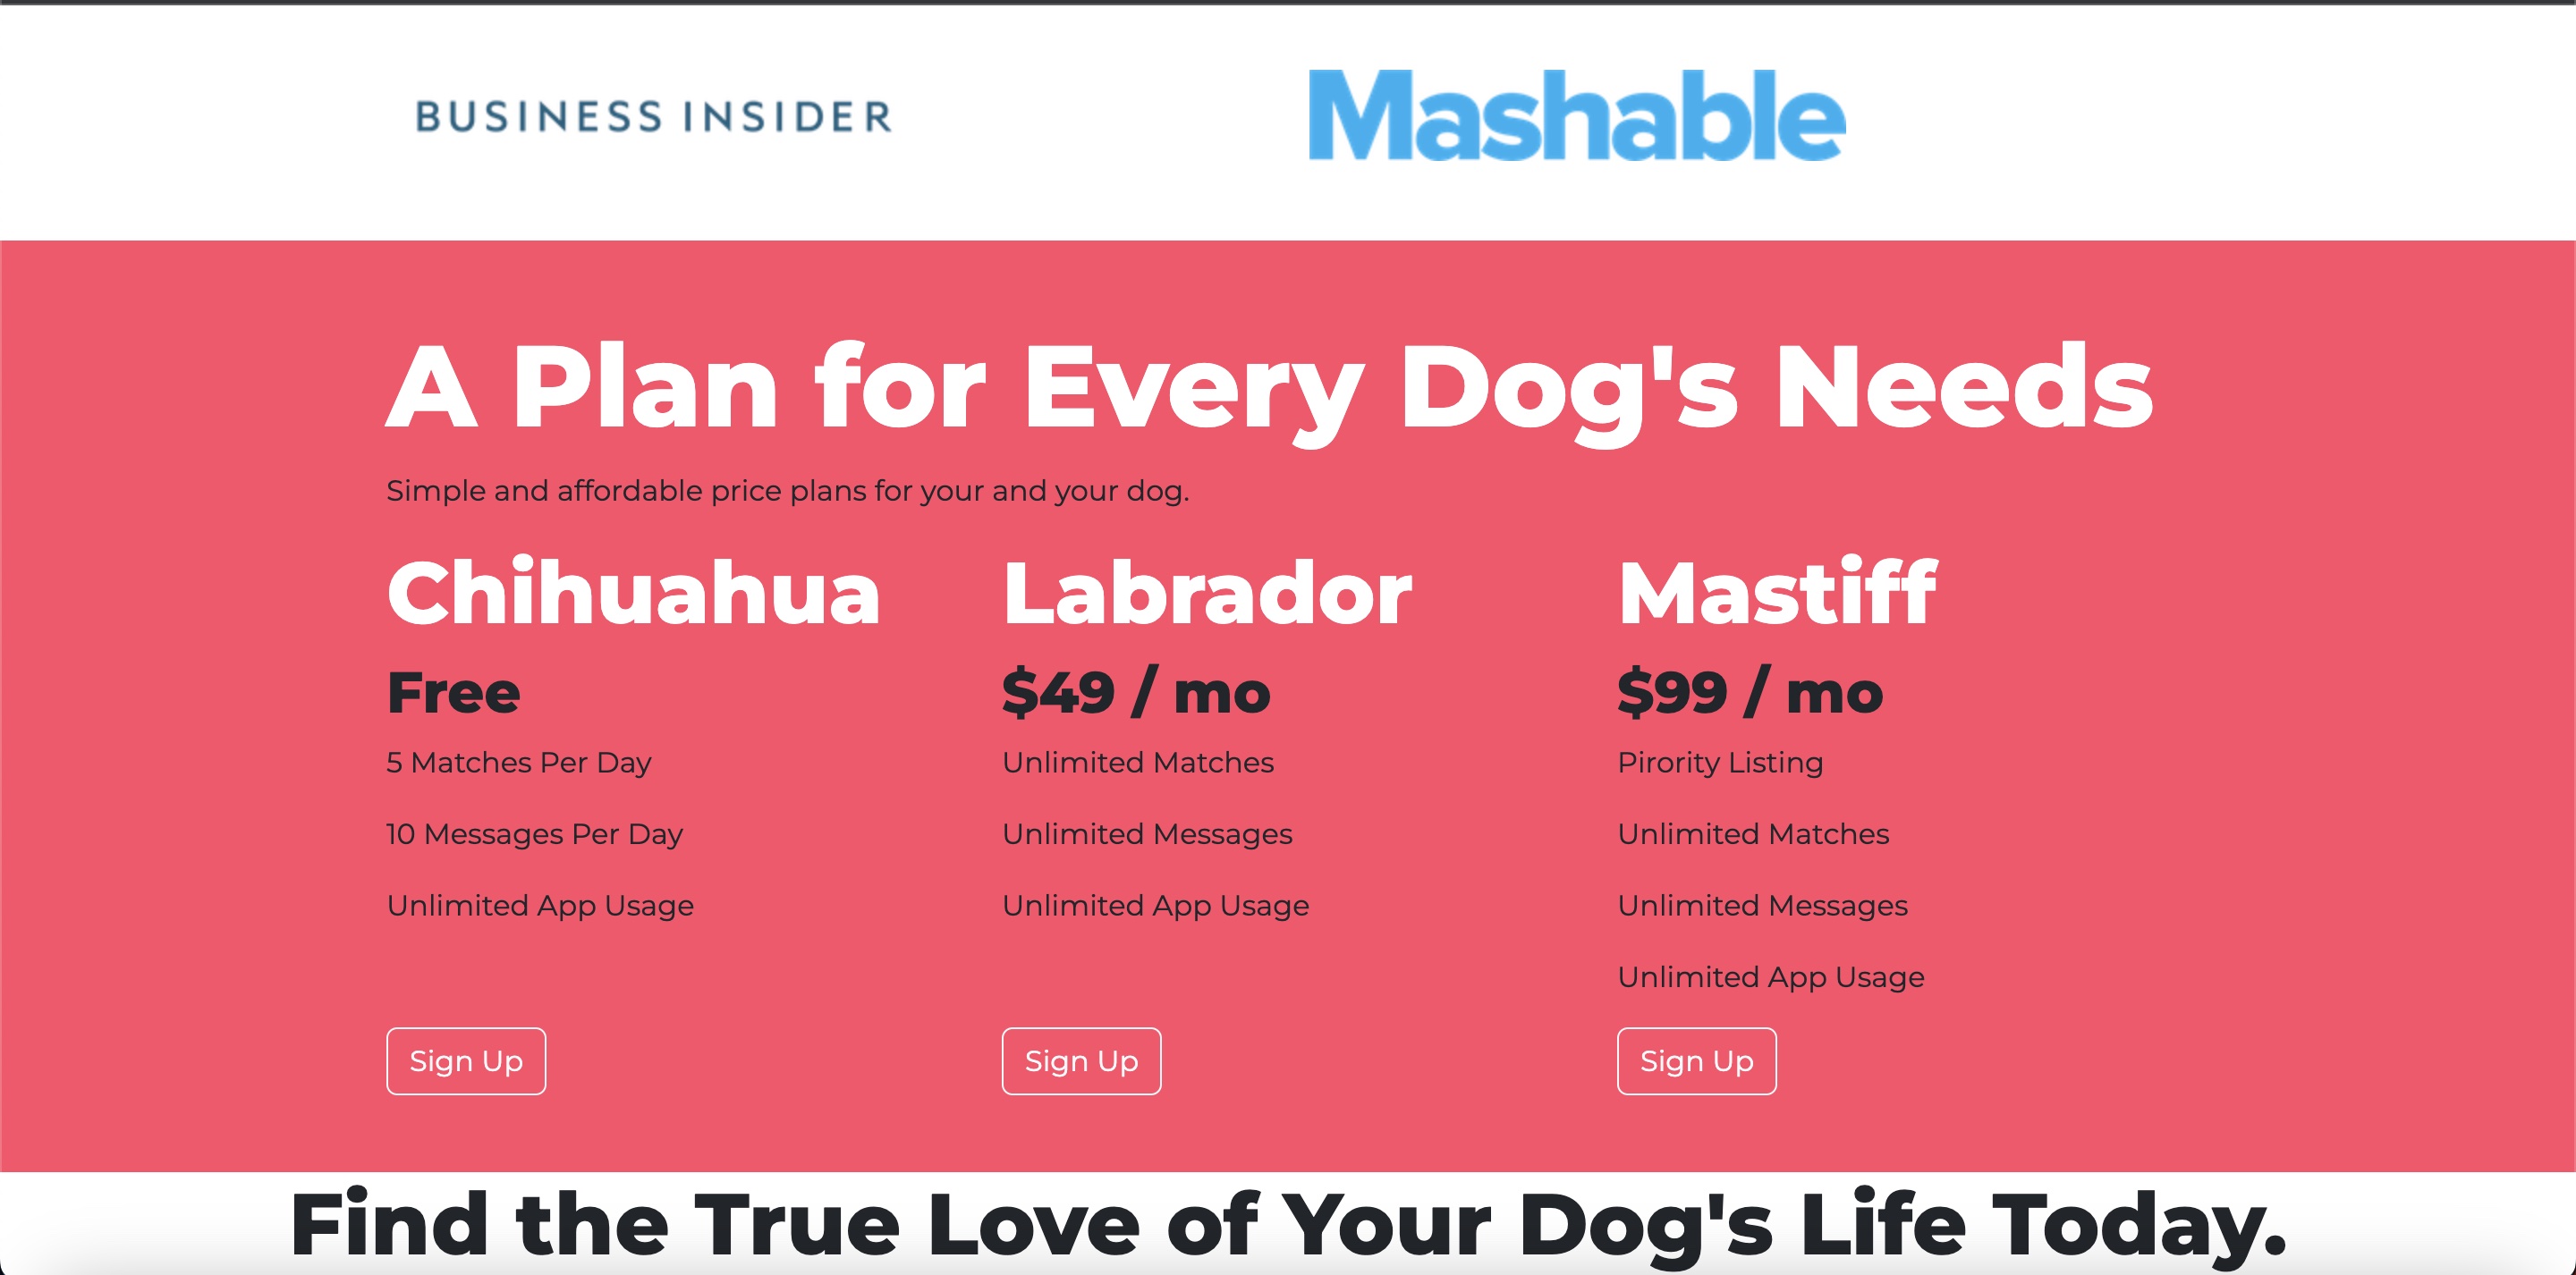 BUSINESS INSIDER
Mashable
A Plan for Every Dog's Needs
Simple and affordable price plans for your and your dog.
Chihuahua
Free
5 Matches Per Day
10 Messages Per Day
Unlimited App Usage
Sign Up
Labrador
$49 / mo
Unlimited Matches
Unlimited Messages
Unlimited App Usage
Sign Up
Mastiff
$99 / mo
Pirority Listing
Unlimited Matches
Unlimited Messages
Unlimited App Usage
Sign Up
Find the True Love of Your Dog's Life Today.